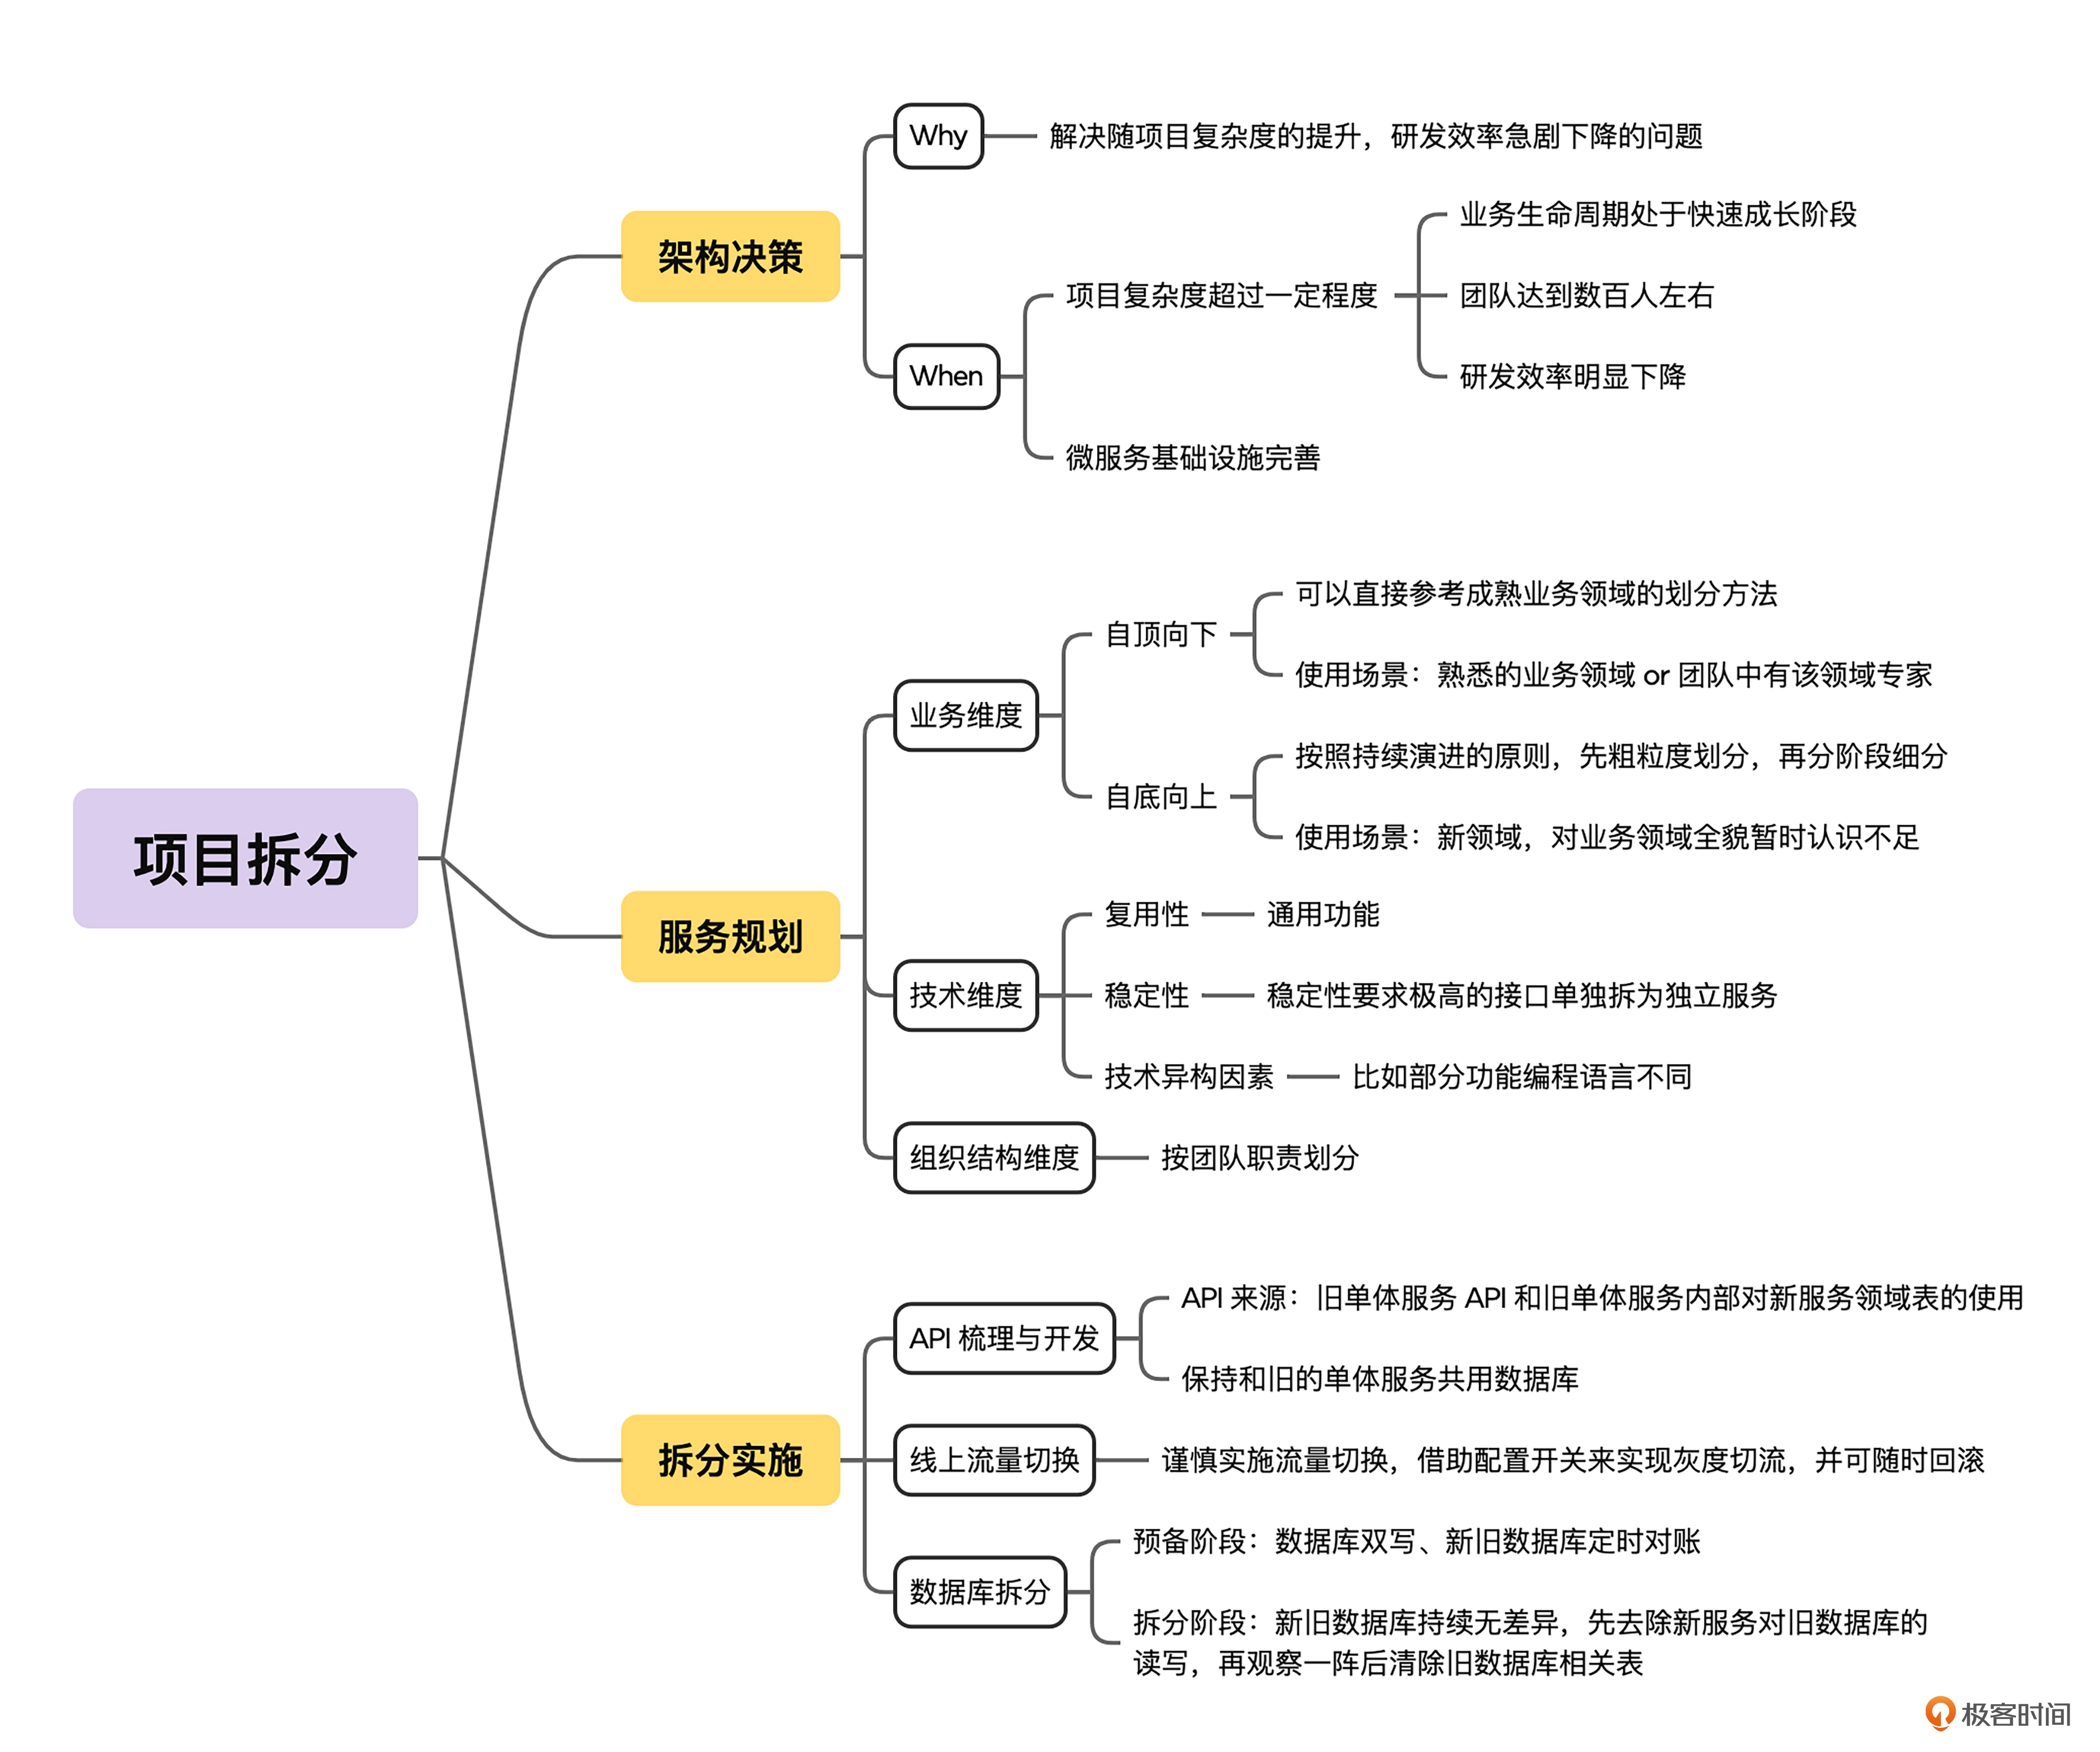 项目拆分
架构决策
Why
解决随项目复杂度的提升，研发效率急剧下降的问题
When
项目复杂度超过一定程度
业务生命周期处于快速成长阶段
团队达到数百人左右
研发效率明显下降
微服务基础设施完善
服务规划
业务维度
自顶向下
可以直接参考成熟业务领域的划分方法
使用场景：熟悉的业务领域 or 团队中有该领域专家
自底向上
按照持续演进的原则，先粗粒度划分，再分阶段细分
使用场景：新领域，对业务领域全貌暂时认识不足
技术维度
复用性
通用功能
稳定性
稳定性要求极高的接口单独拆为独立服务
技术异构因素
比如部分功能编程语言不同
组织结构维度
按团队职责划分
拆分实施
API 梳理与开发
API 来源：旧单体服务 API 和旧单体服务内部对新服务领域表的使用
保持和旧的单体服务共用数据库
线上流量切换
谨慎实施流量切换，借助配置开关来实现灰度切流，并可随时回滚
数据库拆分
预备阶段：数据库双写、新旧数据库定时对账
拆分阶段：新旧数据库持续无差异，先去除新服务对旧数据库的
读写，再观察一阵后清除旧数据库相关表
极客时间